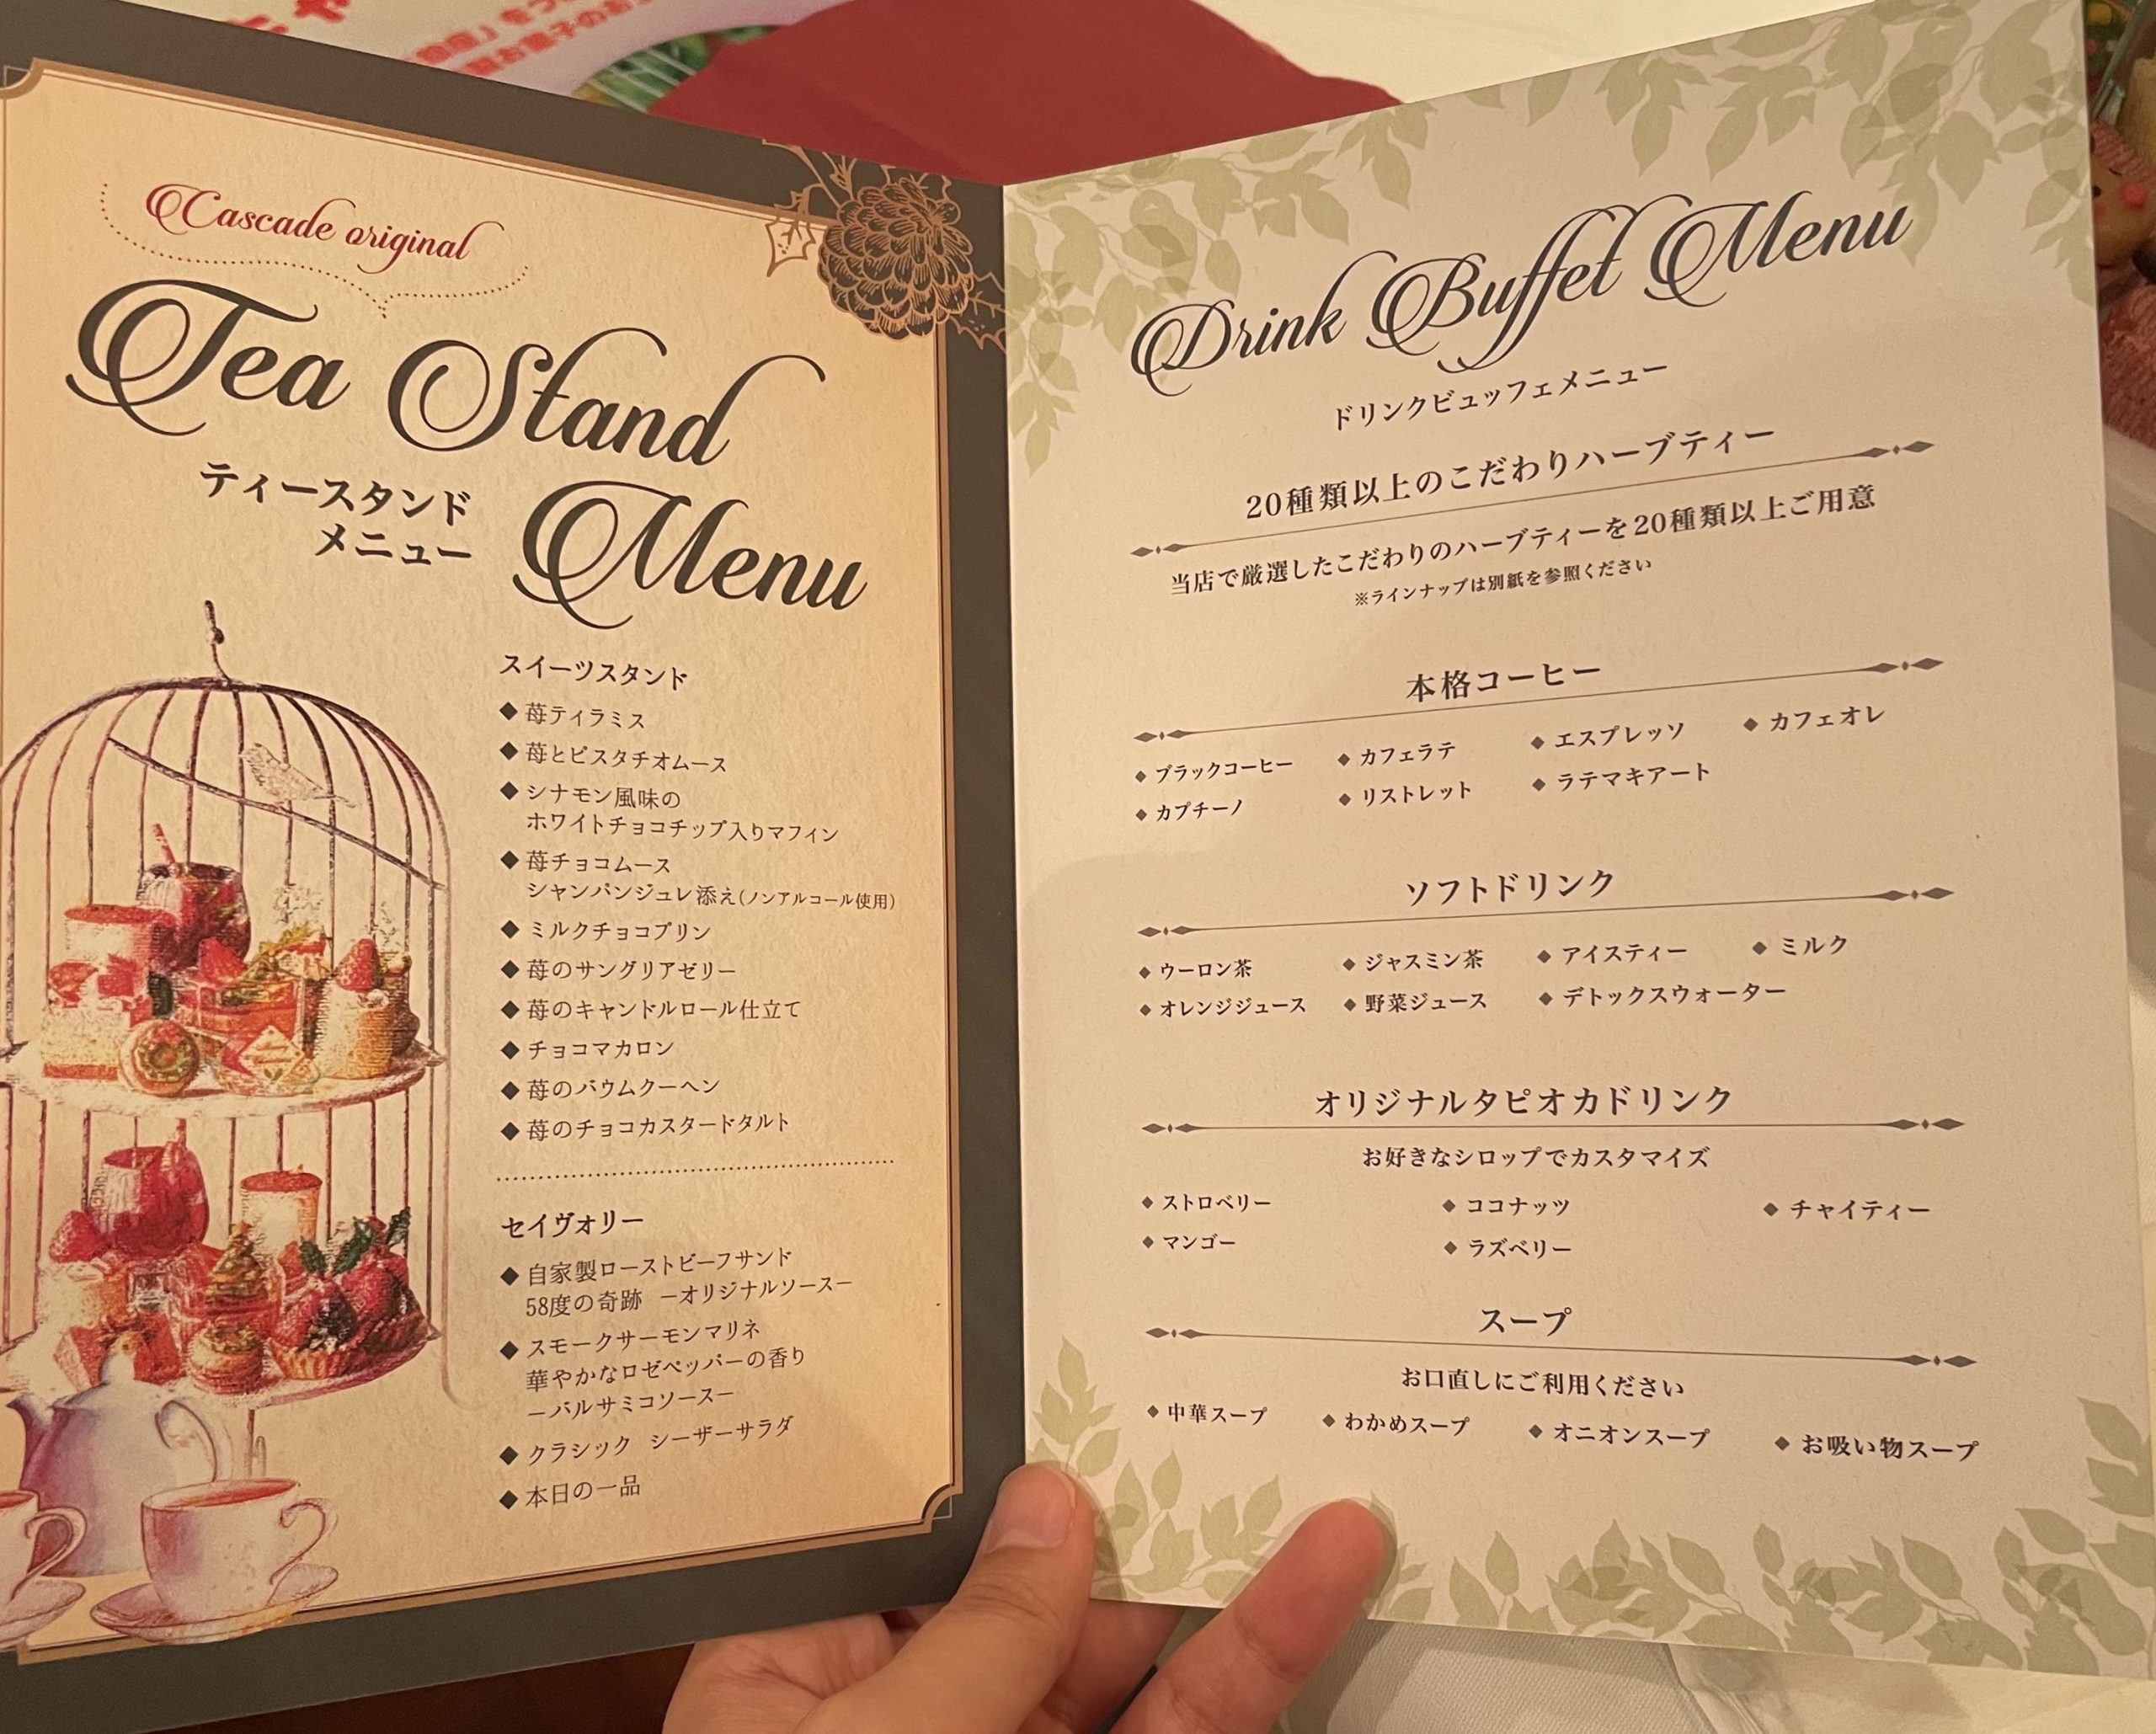 Cascade original
Tea Stand
Menu
ティースタンド
メニュー
スイーツスタンド
◆ 苺ティラミス
◆ 苺とピスタチオムース
◆ シナモン風味の
ホワイトチョコチップ入りマフィン
◆ 苺チョコムース
シャンパンジュレ添え(ノンアルコール使用)
◆ ミルクチョコプリン
◆ 苺のサングリアゼリー
◆ 苺のキャンドルロール仕立て
◆ チョコマカロン
◆ 苺のバウムクーヘン
◆ 苺のチョコカスタードタルト
セイヴォリー
◆ 自家製ローストビーフサンド
58度の奇跡 −オリジナルソース−
◆ スモークサーモンマリネ
華やかなロゼペッパーの香り
−バルサミコソース−
◆ クラシック シーザーサラダ
◆ 本日の一品
Drink Buffet Menu
ドリンクビュッフェメニュー
20種類以上のこだわりハーブティー
当店で厳選したこだわりのハーブティーを20種類以上ご用意
※ラインナップは別紙を参照ください
本格コーヒー
◆ ブラックコーヒー ◆ カフェラテ ◆ エスプレッソ ◆ カフェオレ
◆ カプチーノ ◆ リストレット ◆ ラテマキアート
ソフトドリンク
◆ ウーロン茶 ◆ ジャスミン茶 ◆ アイスティー ◆ ミルク
◆ オレンジジュース ◆ 野菜ジュース ◆ デトックスウォーター
オリジナルタピオカドリンク
お好きなシロップでカスタマイズ
◆ ストロベリー ◆ ココナッツ ◆ チャイティー
◆ マンゴー ◆ ラズベリー
スープ
お口直しにご利用ください
◆ 中華スープ ◆ わかめスープ ◆ オニオンスープ ◆ お吸い物スープ